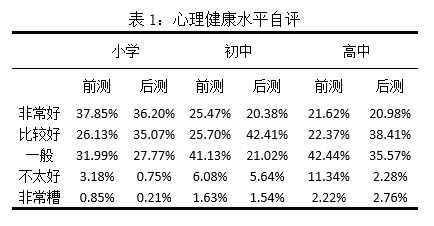 表 1：心理健康水平自评
小学 初中 高中
前测 后测 前测 后测 前测 后测
非常好 37.85% 36.20% 25.47% 20.38% 21.62% 20.98%
比较好 26.13% 35.07% 25.70% 42.41% 22.37% 38.41%
一般 31.99% 27.77% 41.13% 21.02% 42.44% 35.57%
不太好 3.18% 0.75% 6.08% 5.64% 11.34% 2.28%
非常糟 0.85% 0.21% 1.63% 1.54% 2.22% 2.76%